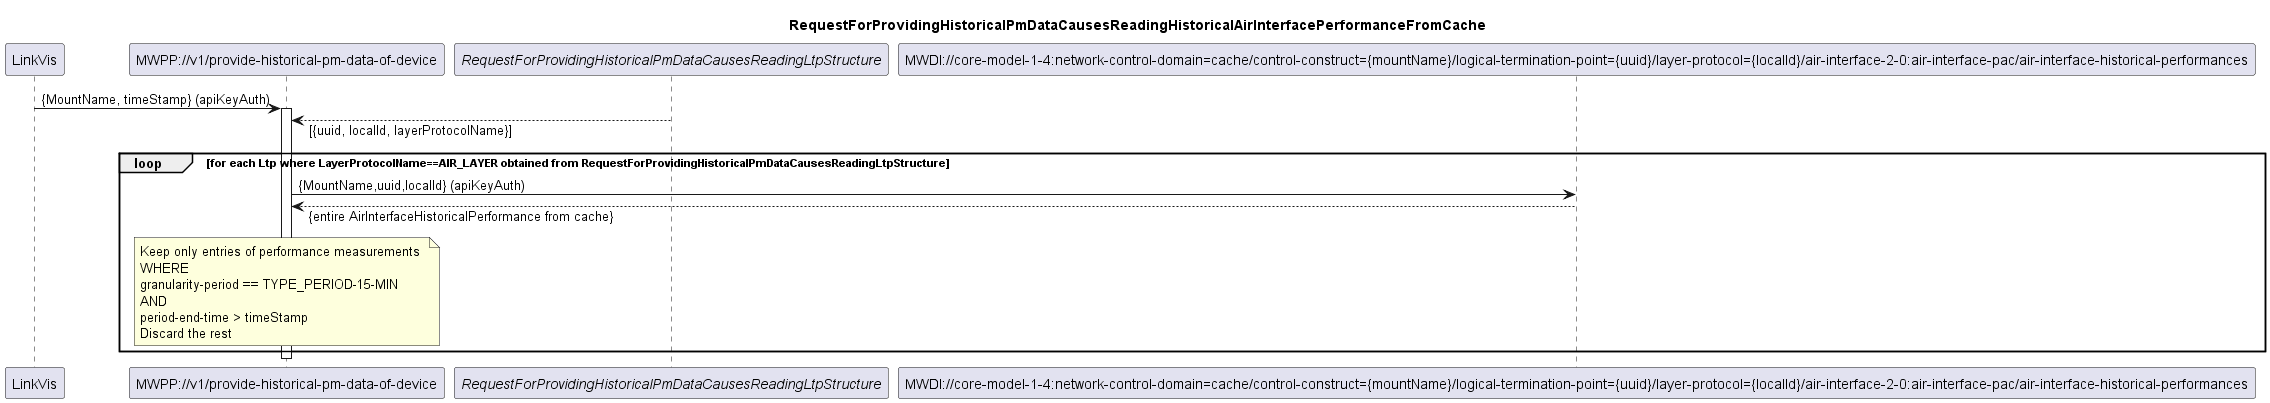 RequestForProvidingHistoricalPmDataCausesReadingHistoricalAirInterfacePerformanceFromCache
LinkVis
MWPP://v1/provide-historical-pm-data-of-device
RequestForProvidingHistoricalPmDataCausesReadingLtpStructure
MWDI://core-model-1-4:network-control-domain=cache/control-construct={mountName}/logical-termination-point={uuid}/layer-protocol={localId}/air-interface-2-0:air-interface-pac/air-interface-historical-performances
{MountName, timeStamp} (apiKeyAuth)
[{uuid, localId, layerProtocolName}]
loop
[for each Ltp where LayerProtocolName==AIR_LAYER obtained from RequestForProvidingHistoricalPmDataCausesReadingLtpStructure]
{MountName,uuid,localId} (apiKeyAuth)
{entire AirInterfaceHistoricalPerformance from cache}
Keep only entries of performance measurements
WHERE
granularity-period == TYPE_PERIOD-15-MIN
AND
period-end-time > timeStamp
Discard the rest
LinkVis
MWPP://v1/provide-historical-pm-data-of-device
RequestForProvidingHistoricalPmDataCausesReadingLtpStructure
MWDI://core-model-1-4:network-control-domain=cache/control-construct={mountName}/logical-termination-point={uuid}/layer-protocol={localId}/air-interface-2-0:air-interface-pac/air-interface-historical-performances